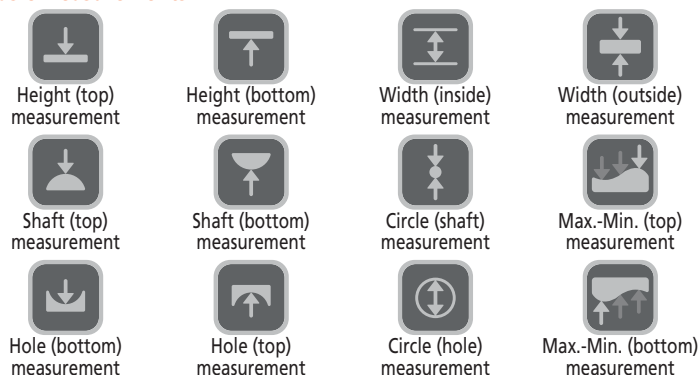 Height (top)
measurement
Height (bottom)
measurement
Width (inside)
measurement
Width (outside)
measurement
Shaft (top)
measurement
Shaft (bottom)
measurement
Circle (shaft)
measurement
Max.-Min. (top)
measurement
Hole (bottom)
measurement
Hole (top)
measurement
Circle (hole)
measurement
Max.-Min. (bottom)
measurement